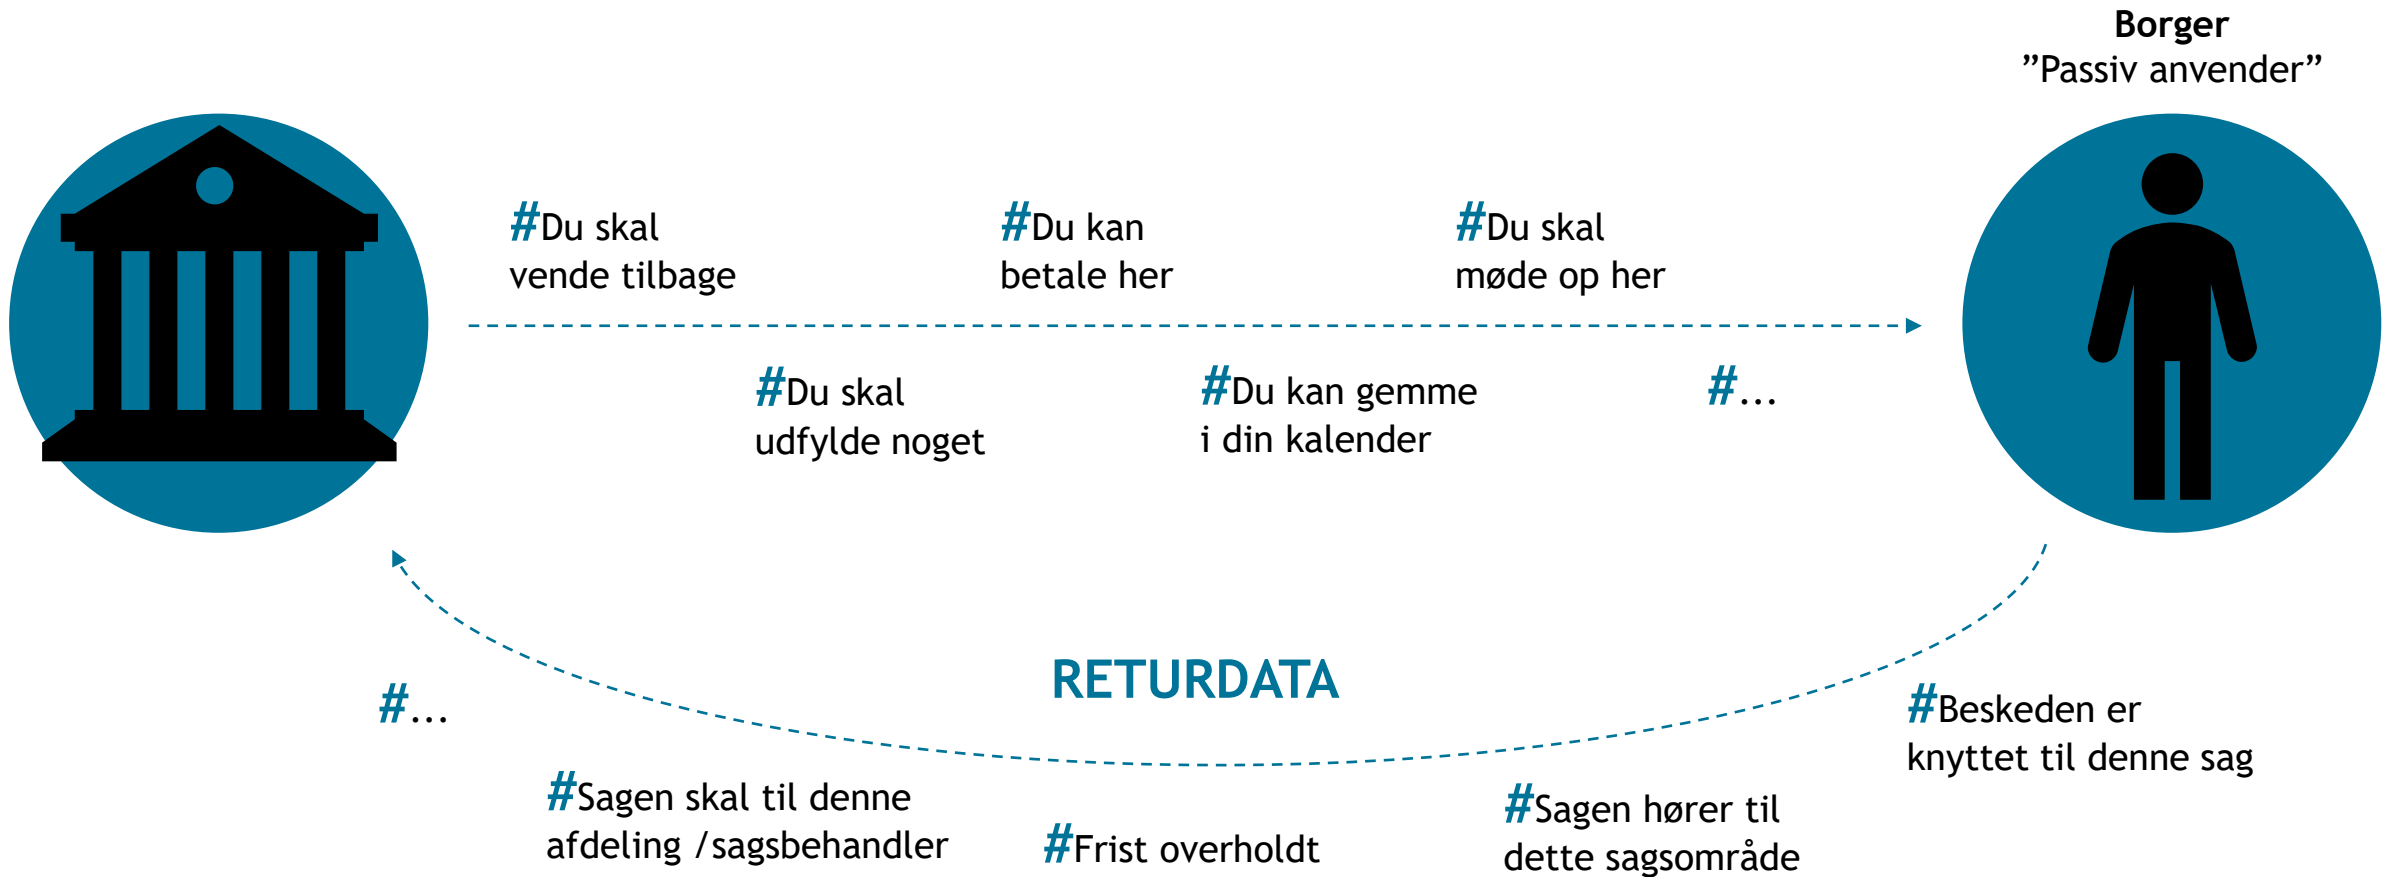 Borger
”Passiv anvender”
#Du skal
vende tilbage
#Du kan
betale her
#Du skal
møde op her
#Du skal
udfylde noget
#Du kan gemme
i din kalender
#...
RETURDATA
#...
#Sagen skal til denne
afdeling /sagsbehandler
#Frist overholdt
#Sagen hører til
dette sagsområde
#Beskeden er
knyttet til denne sag